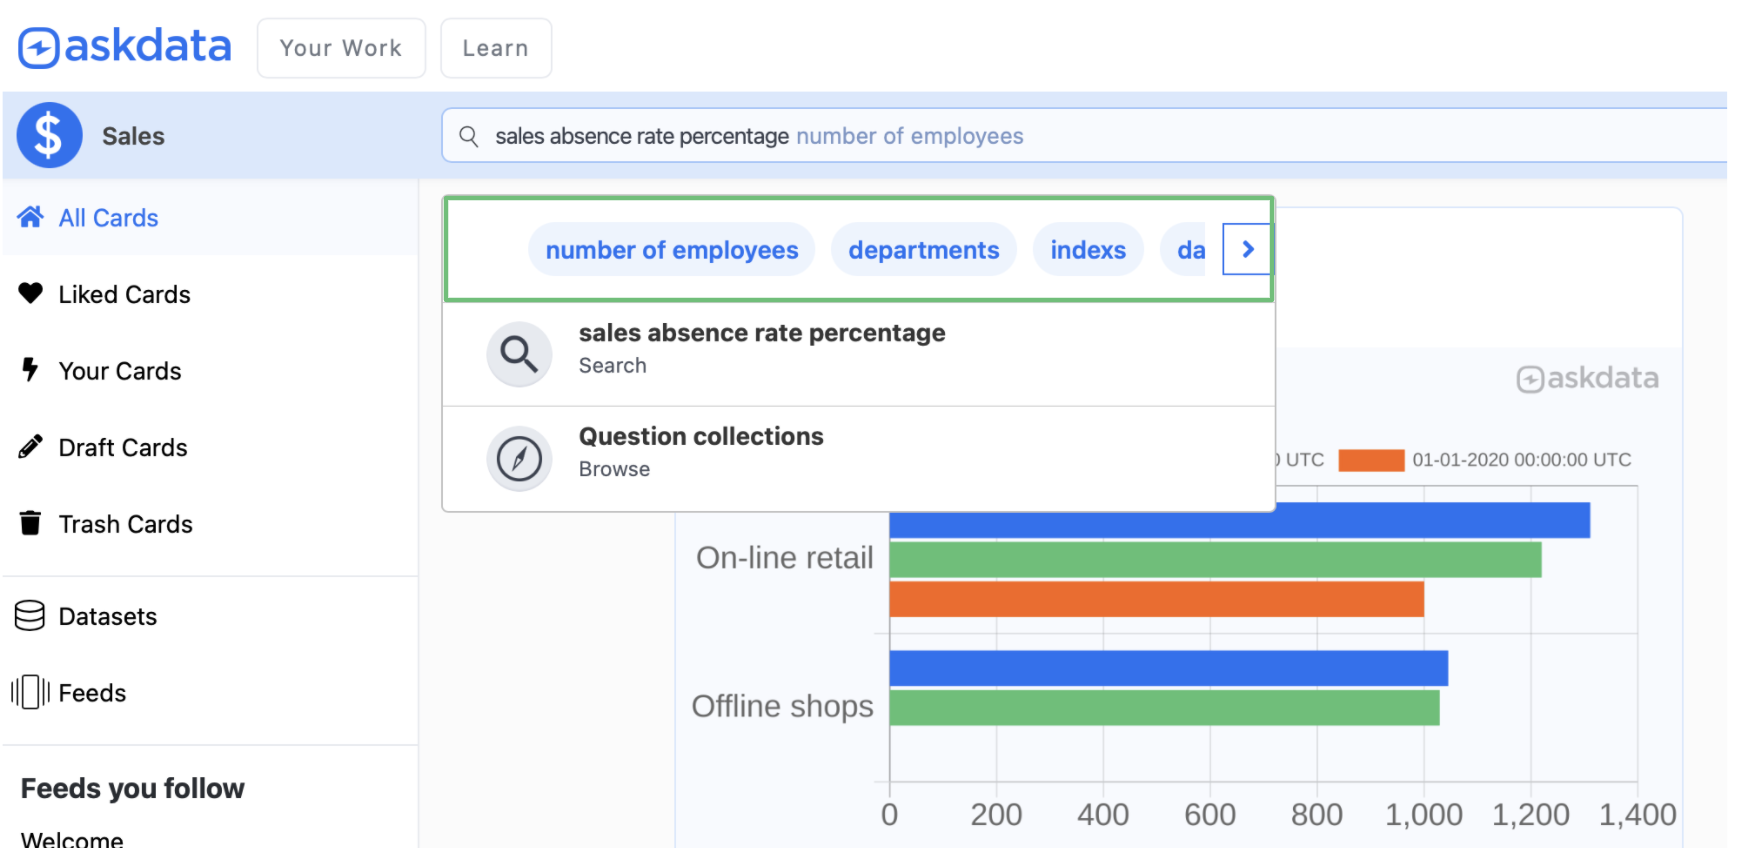 askdata
Your Work
Learn
Sales
sales absence rate percentage number of employees
All Cards
Liked Cards
Your Cards
Draft Cards
Trash Cards
Datasets
Feeds
Feeds you follow
Welcome
number of employees departments indexs da
sales absence rate percentage
Search
Question collections
Browse
askdata
UTC 01-01-2020 00:00:00 UTC
On-line retail
Offline shops
0 200 400 600 800 1,000 1,200 1,400